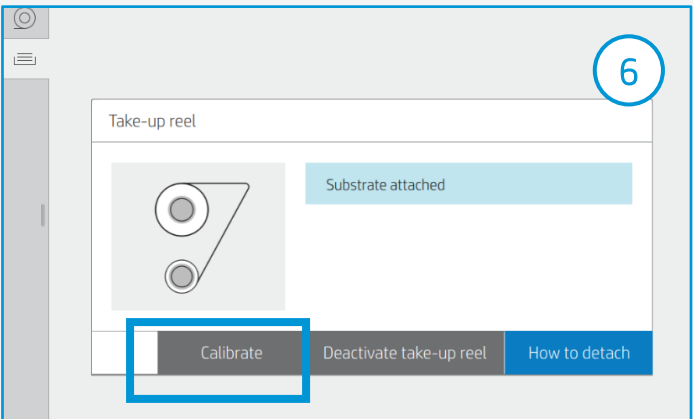 6
Take-up reel
Substrate attached
Calibrate
Deactivate take-up reel
How to detach